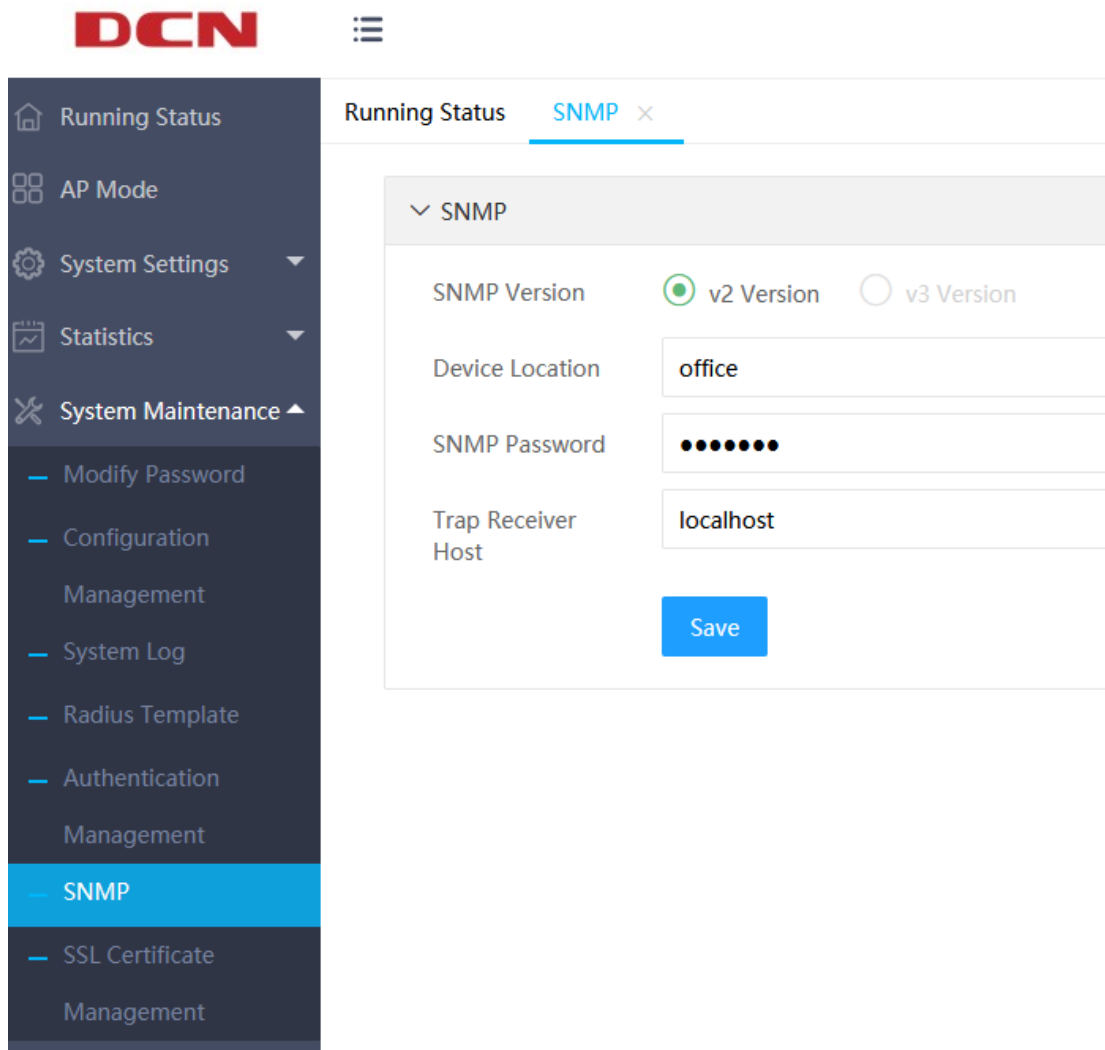 DCN
Running Status
AP Mode
System Settings
Statistics
System Maintenance
Modify Password
Configuration
Management
System Log
Radius Template
Authentication
Management
SNMP
SSL Certificate
Management
Running Status SNMP
SNMP
SNMP Version v2 Version v3 Version
Device Location office
SNMP Password •••••••
Trap Receiver
Host
localhost
Save